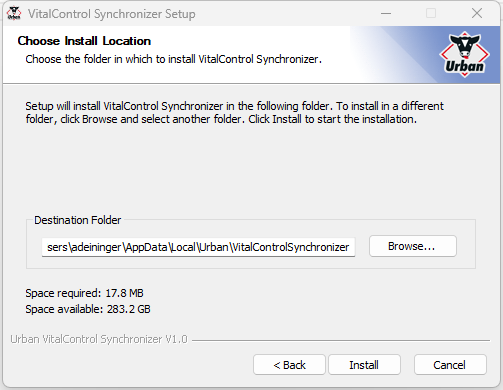 VitalControl Synchronizer Setup
Choose Install Location
Choose the folder in which to install VitalControl Synchronizer.
Urban
Setup will install VitalControl Synchronizer in the following folder. To install in a different
folder, click Browse and select another folder. Click Install to start the installation.
Destination Folder
sers\adeininger\AppData\Local\Urban\VitalControlSynchronizer
Browse...
Space required: 17.8 MB
Space available: 283.2 GB
Urban VitalControl Synchronizer V1.0
< Back
Install
Cancel